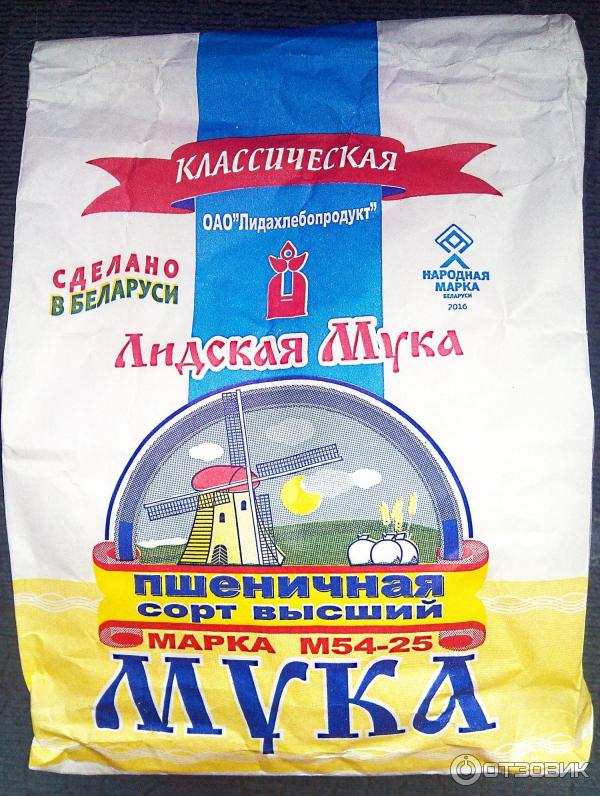 КЛАССИЧЕСКАЯ
ОАО"Лидахлебопродукт"
СДЕЛАНО
В БЕЛАРУСИ
НАРОДНАЯ
МАРКА
БЕЛАРУСИ
2016
Лидская Мука
пшеничная
сорт высший
МАРКА М54-25
МУКА
ОТЗОВИК